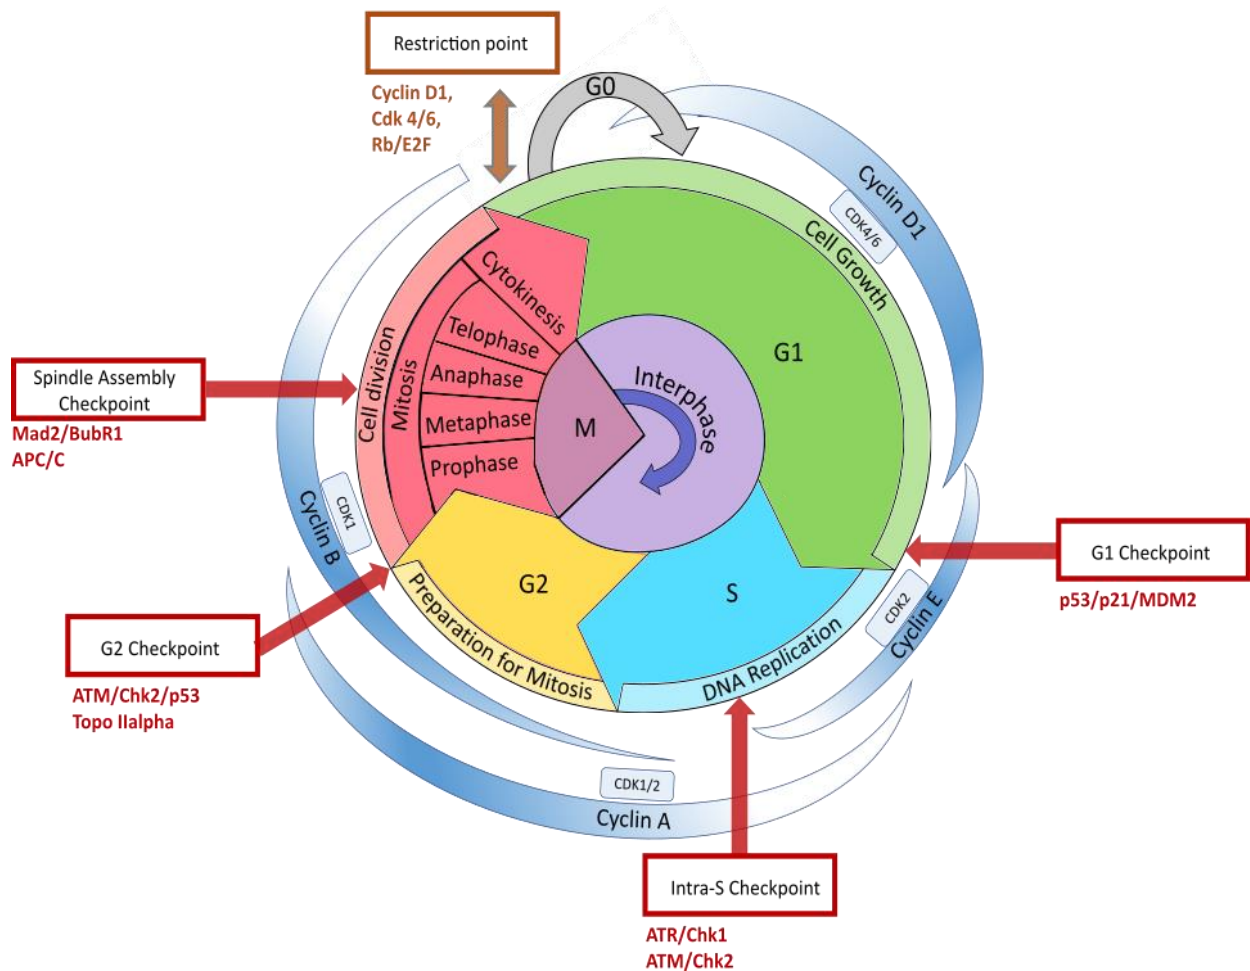 Restriction point
Cyclin D1,
Cdk 4/6,
Rb/E2F
G0
Cyclin D1
CDK4/6
Cell Growth
G1
Cytokinesis
Telophase
Anaphase
Metaphase
Prophase
Mitosis
Cell division
M
Interphase
Spindle Assembly
Checkpoint
Mad2/BubR1
APC/C
CDK1
Cyclin B
G1 Checkpoint
p53/p21/MDM2
CDK2
Cyclin E
G2
S
Preparation for Mitosis
DNA Replication
G2 Checkpoint
ATM/Chk2/p53
Topo IIalpha
CDK1/2
Cyclin A
Intra-S Checkpoint
ATR/Chk1
ATM/Chk2